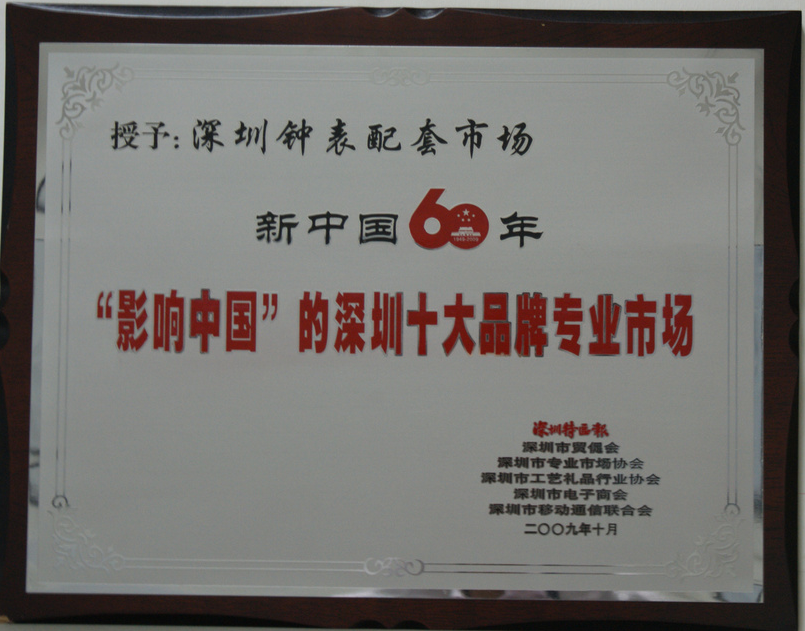 授予:深圳钟表配套市场
新中国60年
1949-2009
“影响中国”的深圳十大品牌专业市场
深圳特区报
深圳市贸促会
深圳市专业市场协会
深圳市工艺礼品行业协会
深圳市电子商会
深圳市移动通信联合会
二〇〇九年十月